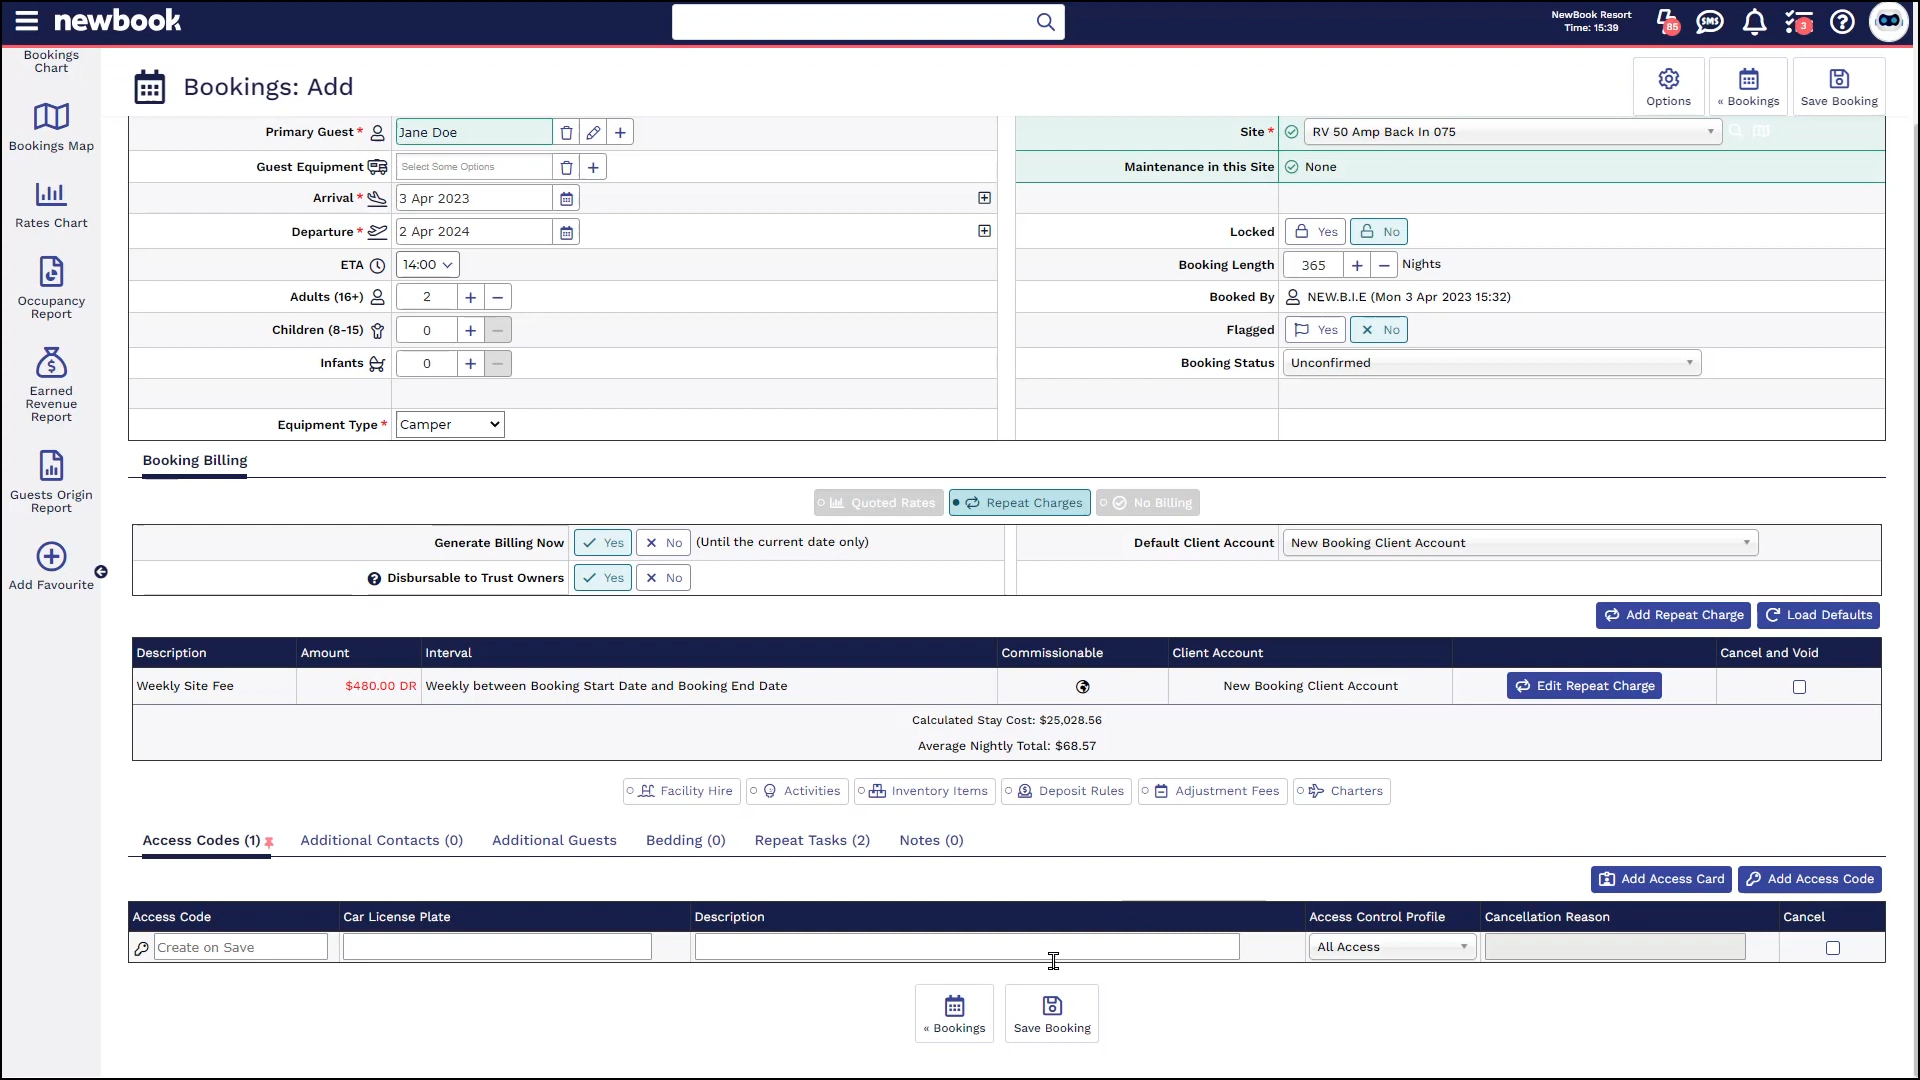 newbook
NewBook Resort
Time: 15:39
85
SMS
3
Bookings
Chart
Bookings Map
Rates Chart
Occupancy
Report
Earned
Revenue
Report
Guests Origin
Report
Add Favourite
Bookings: Add
Options
« Bookings
Save Booking
Primary Guest * Jane Doe
Site * RV 50 Amp Back In 075
Guest Equipment Select Some Options
Maintenance in this Site None
Arrival * 3 Apr 2023
Departure * 2 Apr 2024
Locked Yes No
ETA 14:00
Booking Length 365 + − Nights
Adults (16+) 2 + −
Booked By NEW.B.I.E (Mon 3 Apr 2023 15:32)
Children (8-15) 0 + −
Flagged Yes No
Infants 0 + −
Booking Status Unconfirmed
Equipment Type * Camper
Booking Billing
Quoted Rates Repeat Charges No Billing
Generate Billing Now Yes No (Until the current date only)
Default Client Account New Booking Client Account
Disbursable to Trust Owners Yes No
Add Repeat Charge Load Defaults
Description Amount Interval Commissionable Client Account Cancel and Void
Weekly Site Fee $480.00 DR Weekly between Booking Start Date and Booking End Date New Booking Client Account Edit Repeat Charge
Calculated Stay Cost: $25,028.56
Average Nightly Total: $68.57
Facility Hire Activities Inventory Items Deposit Rules Adjustment Fees Charters
Access Codes (1) Additional Contacts (0) Additional Guests Bedding (0) Repeat Tasks (2) Notes (0)
Add Access Card Add Access Code
Access Code Car License Plate Description Access Control Profile Cancellation Reason Cancel
Create on Save All Access
« Bookings
Save Booking